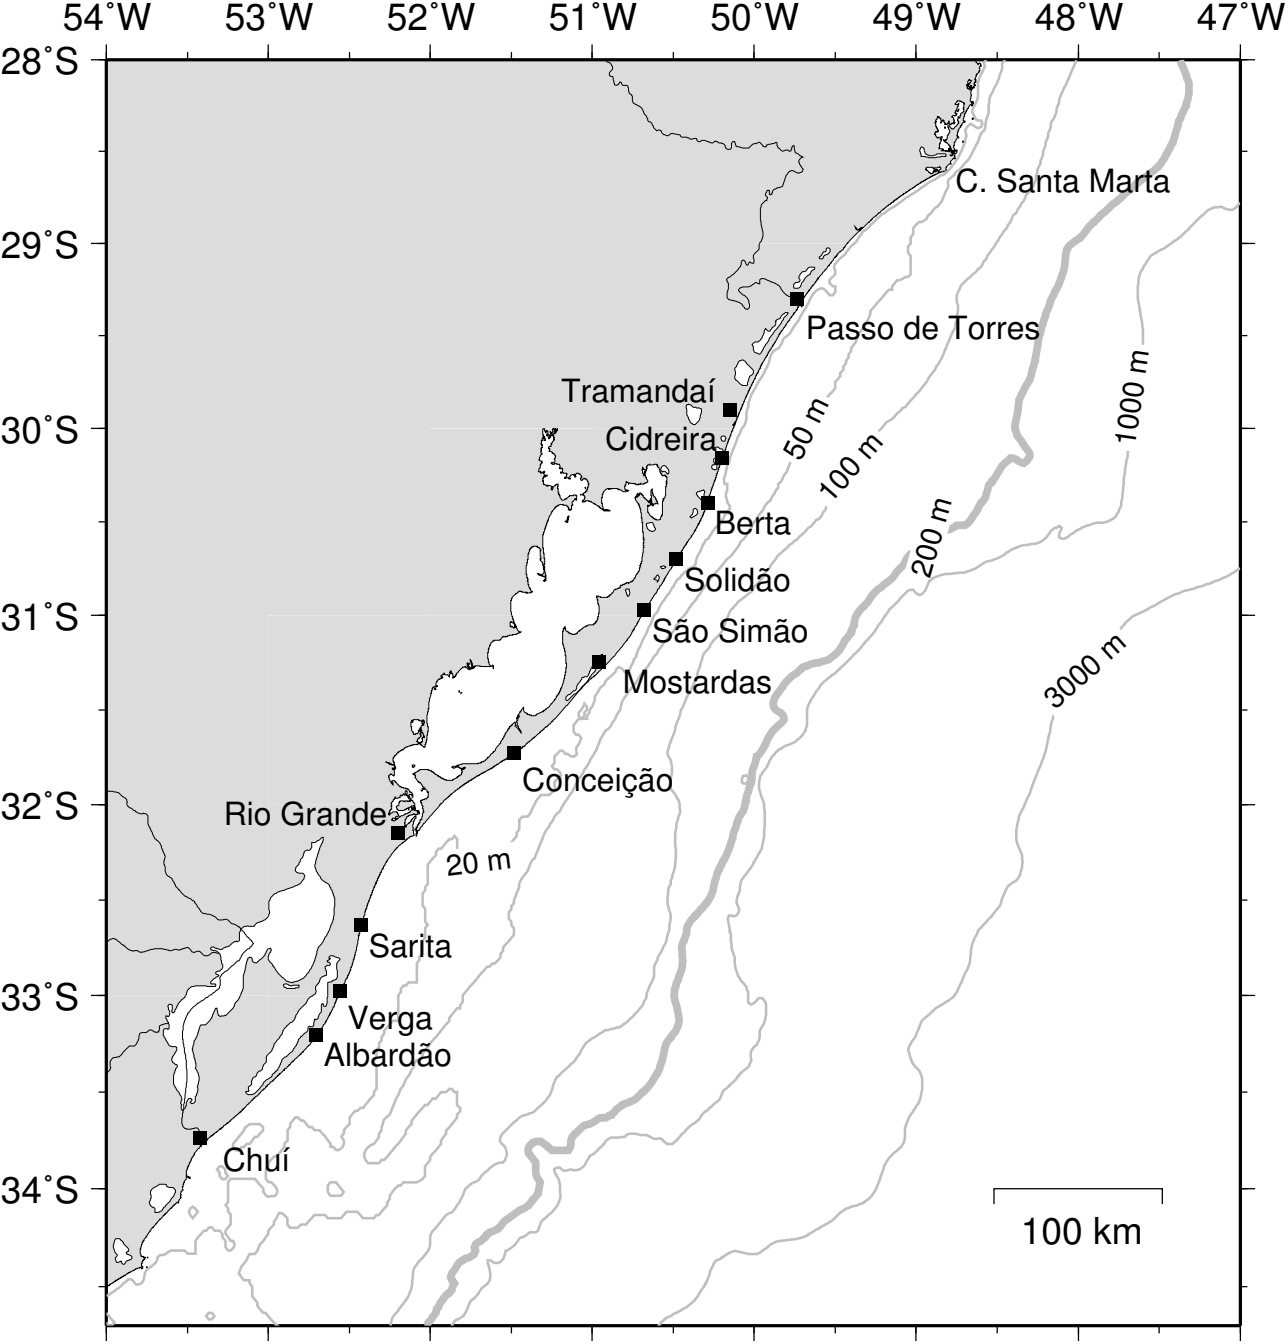 54°W 53°W 52°W 51°W 50°W 49°W 48°W 47°W
28°S
C. Santa Marta
29°S
Passo de Torres
1000 m
Tramandaí
50 m
30°S
Cidreira
100 m
Berta
200 m
Solidão
31°S
São Simão
3000 m
Mostardas
Conceição
32°S
Rio Grande
20 m
Sarita
33°S
Verga
Albardão
Chuí
34°S
100 km